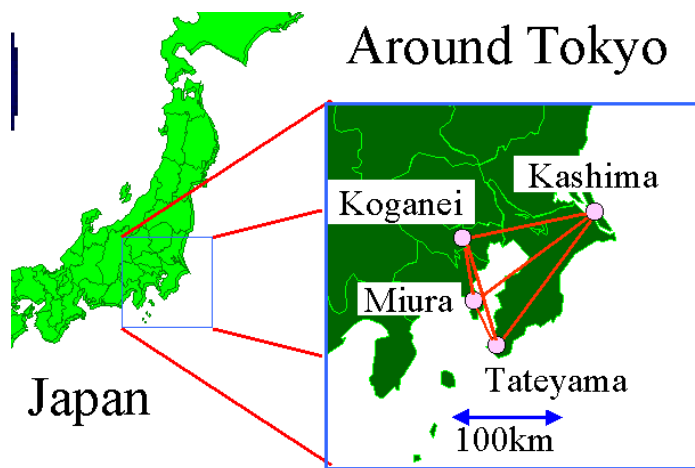 Around Tokyo
Kashima
Koganei
Miura
Tateyama
Japan
100km